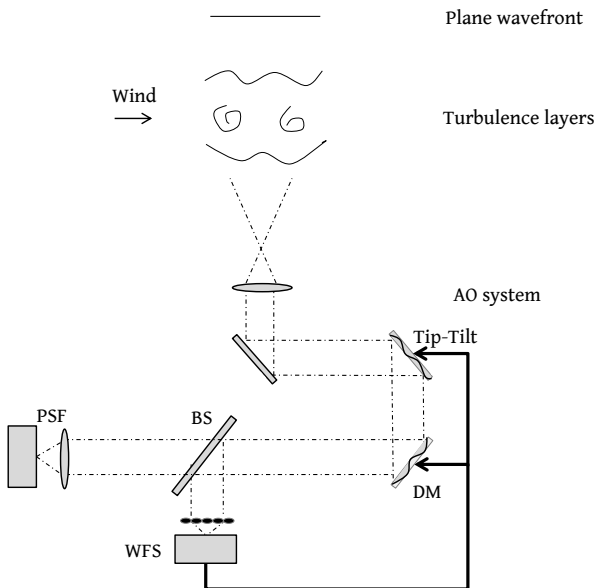 Plane wavefront
Wind
Turbulence layers
AO system
Tip-Tilt
PSF
BS
DM
WFS